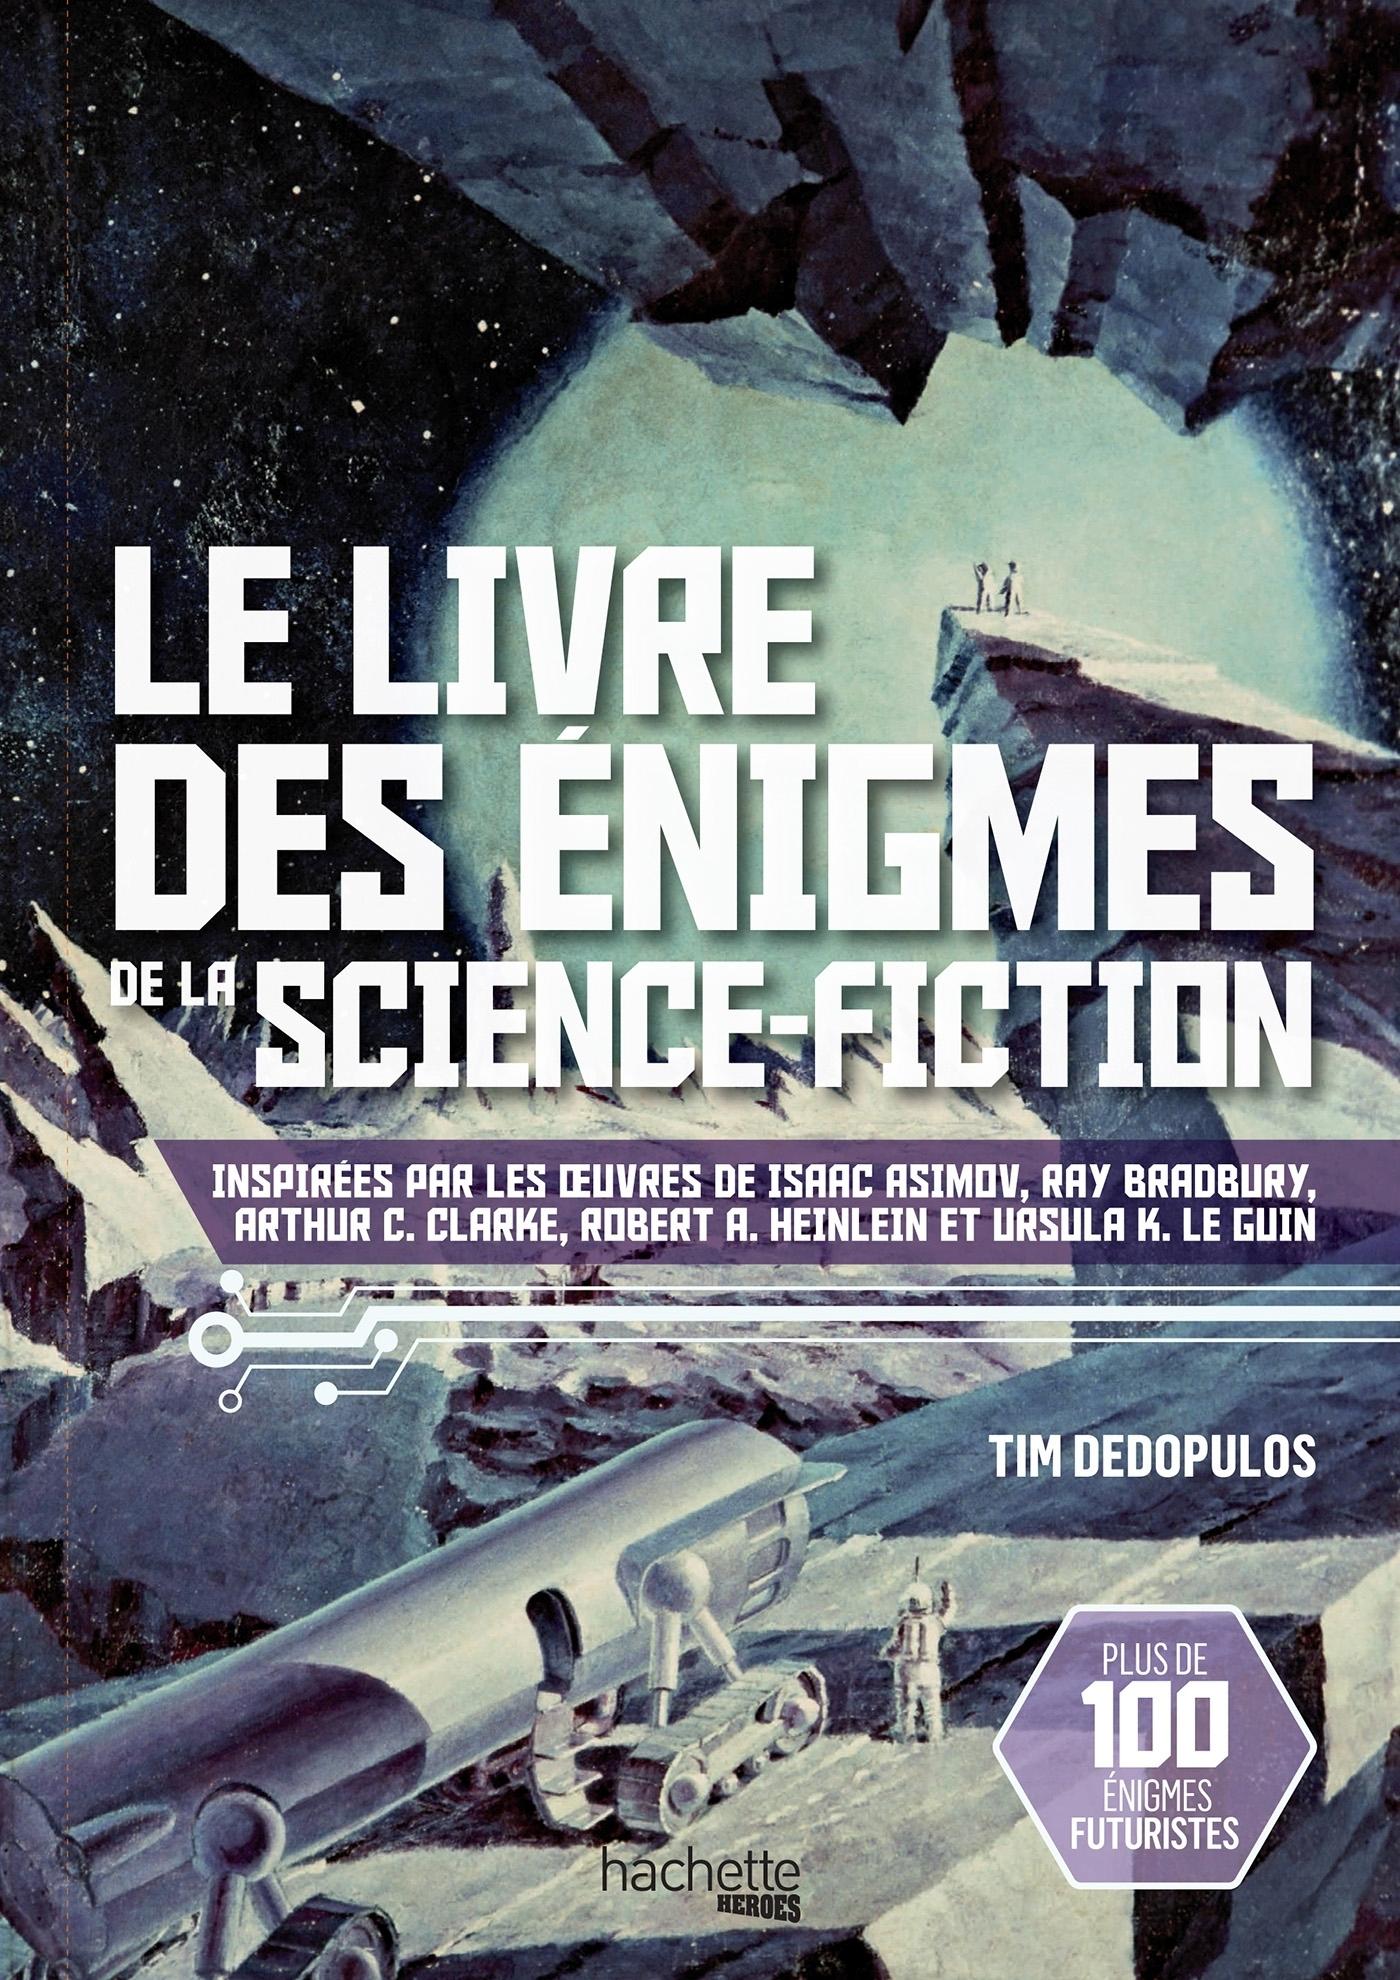 LE LIVRE
DES ÉNIGMES
DE LA SCIENCE-FICTION
INSPIRÉES PAR LES ŒUVRES DE ISAAC ASIMOV, RAY BRADBURY,
ARTHUR C. CLARKE, ROBERT A. HEINLEIN ET URSULA K. LE GUIN
TIM DEDOPULOS
PLUS DE
100
ÉNIGMES
FUTURISTES
hachette
HEROES